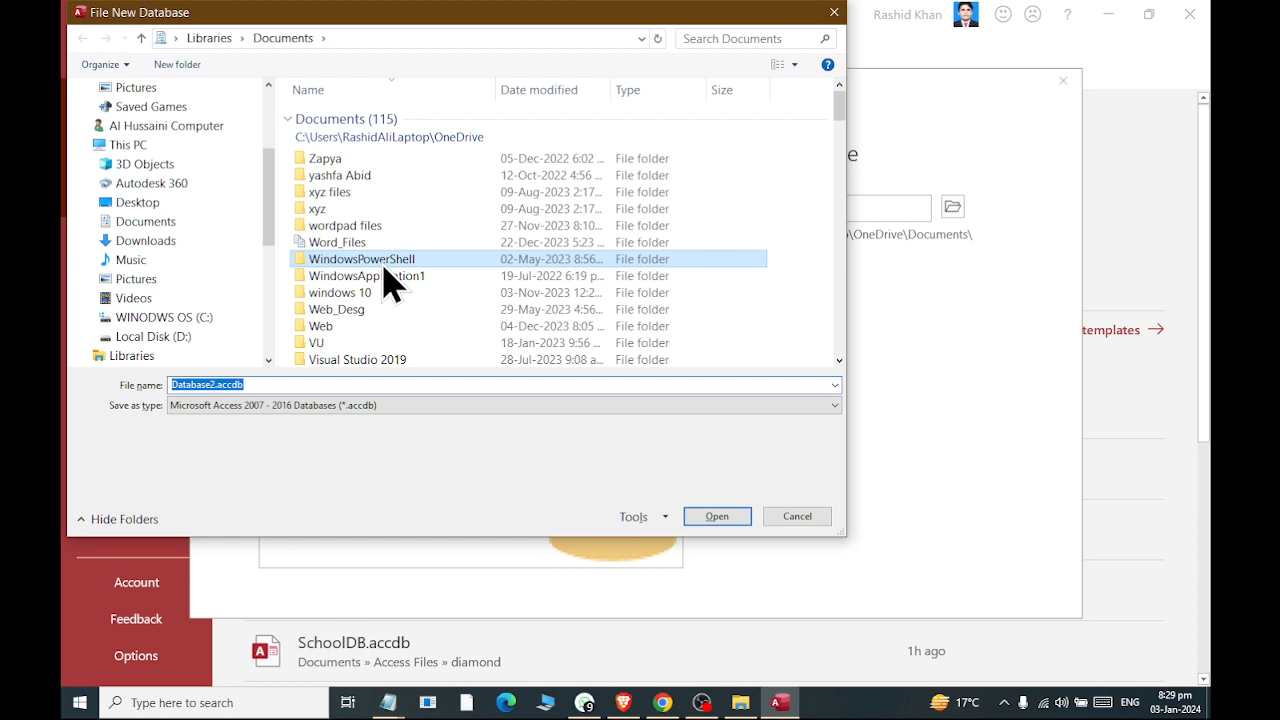 File New Database
Rashid Khan
Libraries › Documents ›
Search Documents
Organize
New folder
Pictures
Saved Games
Al Hussaini Computer
This PC
3D Objects
Autodesk 360
Desktop
Documents
Downloads
Music
Pictures
Videos
WINODWS OS (C:)
Local Disk (D:)
Libraries
Name Date modified Type Size
Documents (115)
C:\Users\RashidAliLaptop\OneDrive
Zapya 05-Dec-2022 6:02 ... File folder
yashfa Abid 12-Oct-2022 4:56 ... File folder
xyz files 09-Aug-2023 2:17... File folder
xyz 09-Aug-2023 2:17... File folder
wordpad files 27-Nov-2023 8:10... File folder
Word_Files 22-Dec-2023 5:23 ... File folder
WindowsPowerShell 02-May-2023 8:56... File folder
WindowsApp tion1 19-Jul-2022 6:19 p... File folder
windows 10 03-Nov-2023 12:2... File folder
Web_Desg 29-May-2023 4:56... File folder
Web 04-Dec-2023 8:05 ... File folder
VU 18-Jan-2023 9:56 ... File folder
Visual Studio 2019 28-Jul-2023 9:08 a... File folder
File name: Database2.accdb
Save as type: Microsoft Access 2007 - 2016 Databases (*.accdb)
Hide Folders
Tools
Open
Cancel
e
\OneDrive\Documents\
templates
Account
Feedback
Options
SchoolDB.accdb
Documents » Access Files » diamond
1h ago
Type here to search
17°C
ENG
8:29 pm
03-Jan-2024